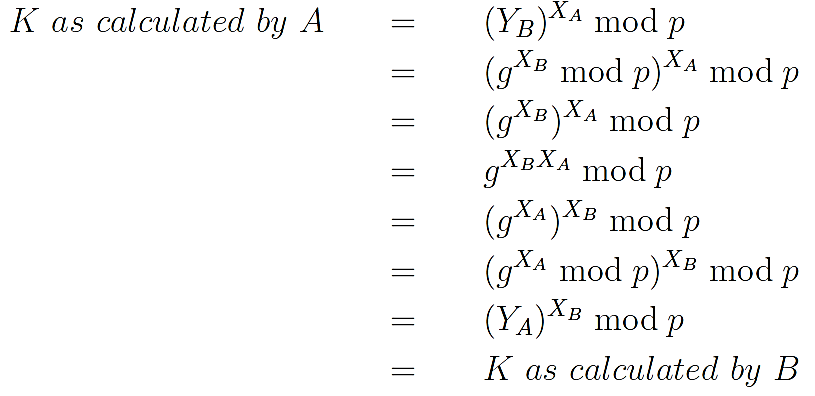 K as calculated by A = (Y_B)^{X_A} mod p
= (g^{X_B} mod p)^{X_A} mod p
= (g^{X_B})^{X_A} mod p
= g^{X_B X_A} mod p
= (g^{X_A})^{X_B} mod p
= (g^{X_A} mod p)^{X_B} mod p
= (Y_A)^{X_B} mod p
= K as calculated by B